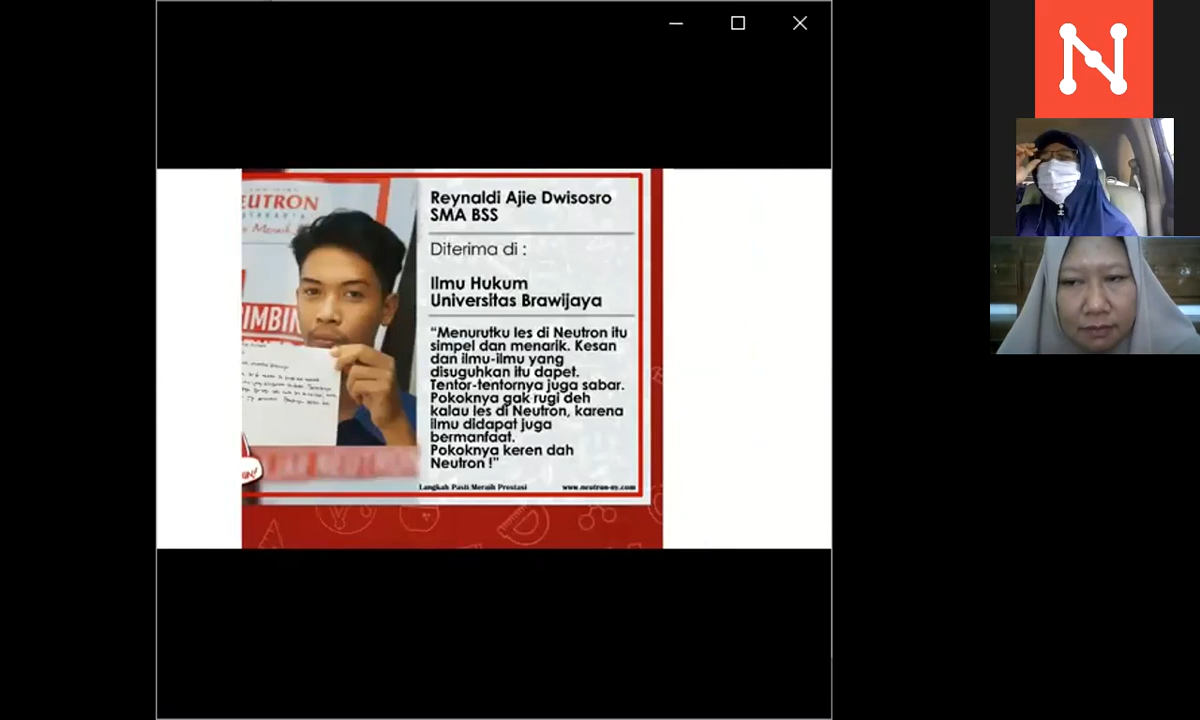 NEUTRON
Reynaldi Ajie Dwisosro
SMA BSS
Diterima di :
Ilmu Hukum
Universitas Brawijaya
“Menurutku les di Neutron itu
simpel dan menarik. Kesan
dan ilmu-ilmu yang
disuguhkan itu dapet.
Tentor-tentornya juga sabar.
Pokoknya gak rugi deh
kalau les di Neutron, karena
ilmu didapat juga
bermanfaat.
Pokoknya keren dah
Neutron !”
Langkah Pasti Meraih Prestasi
www.neutron-ny.com